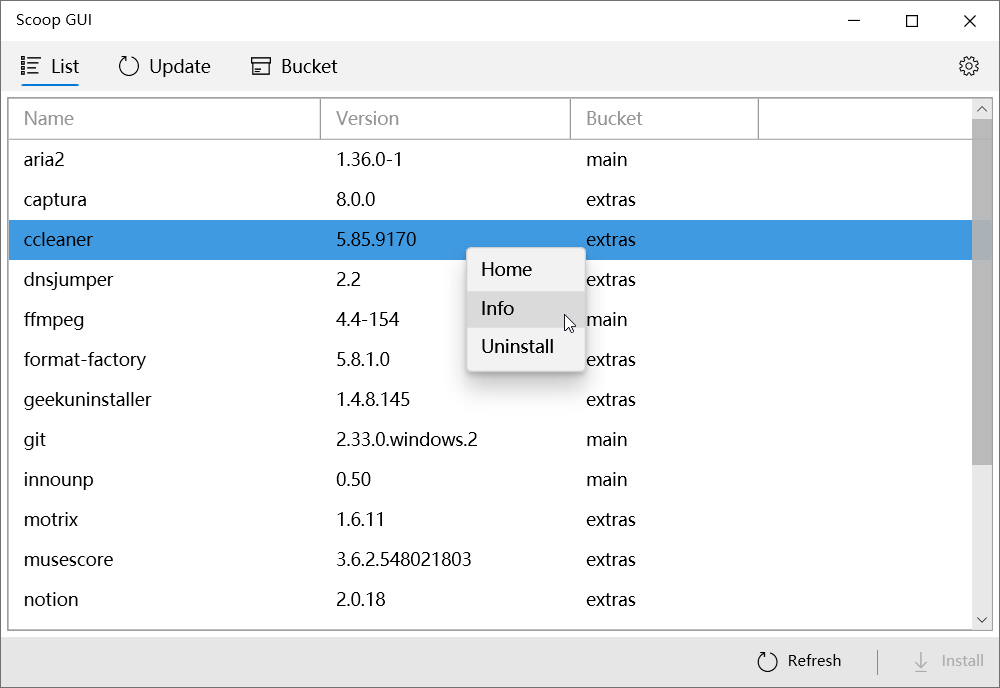 Scoop GUI
List Update Bucket
Name Version Bucket
aria2 1.36.0-1 main
captura 8.0.0 extras
ccleaner 5.85.9170 extras
Home
dnsjumper 2.2 extras
Info
ffmpeg 4.4-154 main
Uninstall
format-factory 5.8.1.0 extras
geekuninstaller 1.4.8.145 extras
git 2.33.0.windows.2 main
innounp 0.50 main
motrix 1.6.11 extras
musescore 3.6.2.548021803 extras
notion 2.0.18 extras
Refresh Install